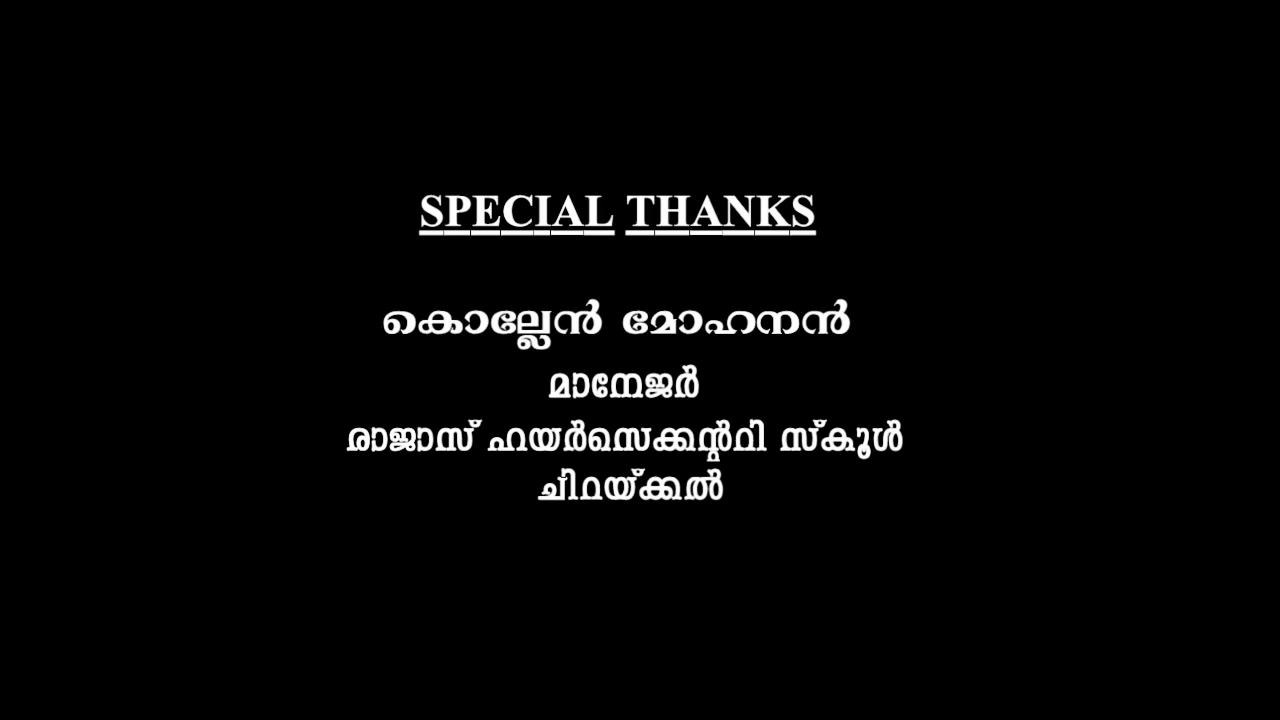 SPECIAL THANKS
കൊല്ലേൻ മോഹനൻ
മാനേജർ
രാജാസ് ഹയർസെക്കന്ററി സ്കൂൾ
ചിറയ്ക്കൽ